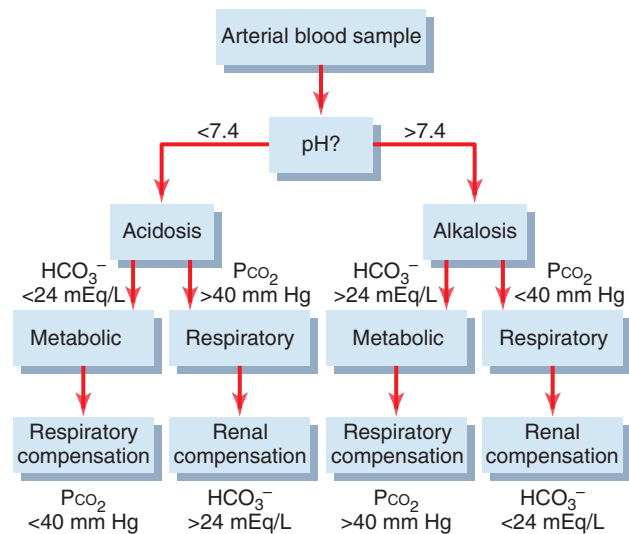 Arterial blood sample
<7.4
pH?
>7.4
Acidosis
Alkalosis
HCO₃⁻
<24 mEq/L
PCO₂
>40 mm Hg
HCO₃⁻
>24 mEq/L
PCO₂
<40 mm Hg
Metabolic
Respiratory
Metabolic
Respiratory
Respiratory
compensation
Renal
compensation
Respiratory
compensation
Renal
compensation
PCO₂
<40 mm Hg
HCO₃⁻
>24 mEq/L
PCO₂
>40 mm Hg
HCO₃⁻
<24 mEq/L